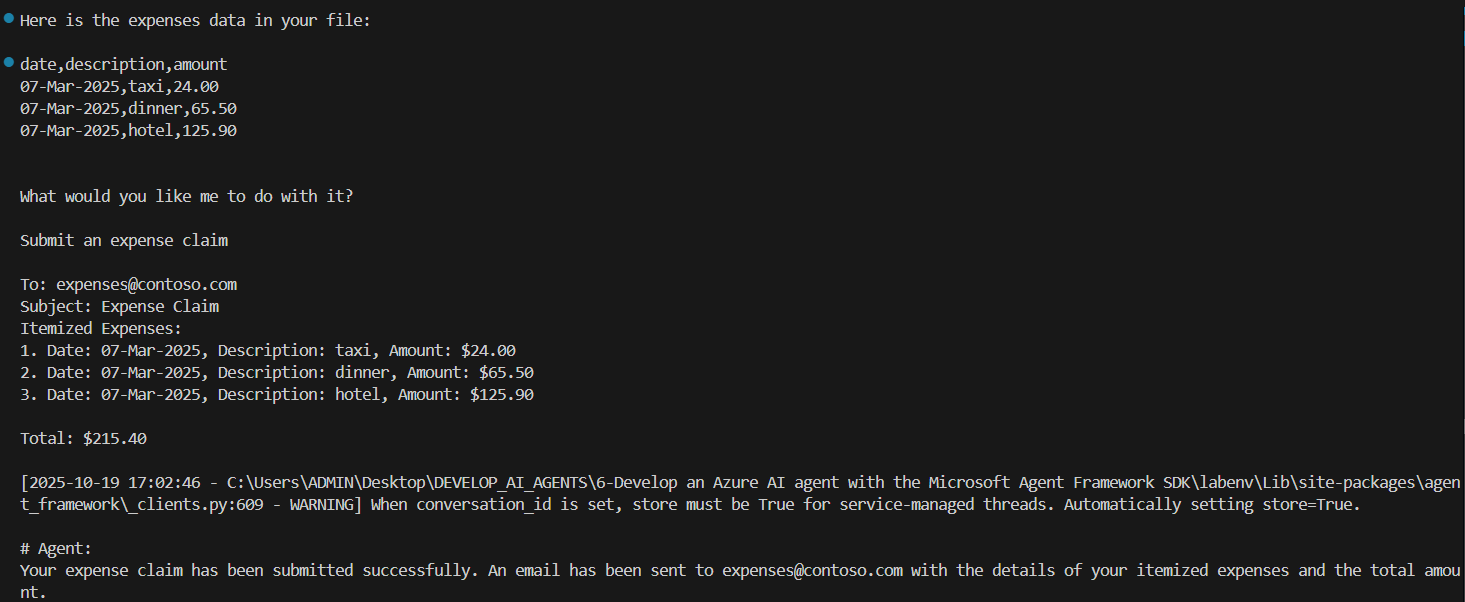 Here is the expenses data in your file:
date,description,amount
07-Mar-2025,taxi,24.00
07-Mar-2025,dinner,65.50
07-Mar-2025,hotel,125.90
What would you like me to do with it?
Submit an expense claim
To: expenses@contoso.com
Subject: Expense Claim
Itemized Expenses:
1. Date: 07-Mar-2025, Description: taxi, Amount: $24.00
2. Date: 07-Mar-2025, Description: dinner, Amount: $65.50
3. Date: 07-Mar-2025, Description: hotel, Amount: $125.90
Total: $215.40
[2025-10-19 17:02:46 - C:\Users\ADMIN\Desktop\DEVELOP_AI_AGENTS\6-Develop an Azure AI agent with the Microsoft Agent Framework SDK\labenv\Lib\site-packages\agen
t_framework\_clients.py:609 - WARNING] When conversation_id is set, store must be True for service-managed threads. Automatically setting store=True.
# Agent:
Your expense claim has been submitted successfully. An email has been sent to expenses@contoso.com with the details of your itemized expenses and the total amou
nt.